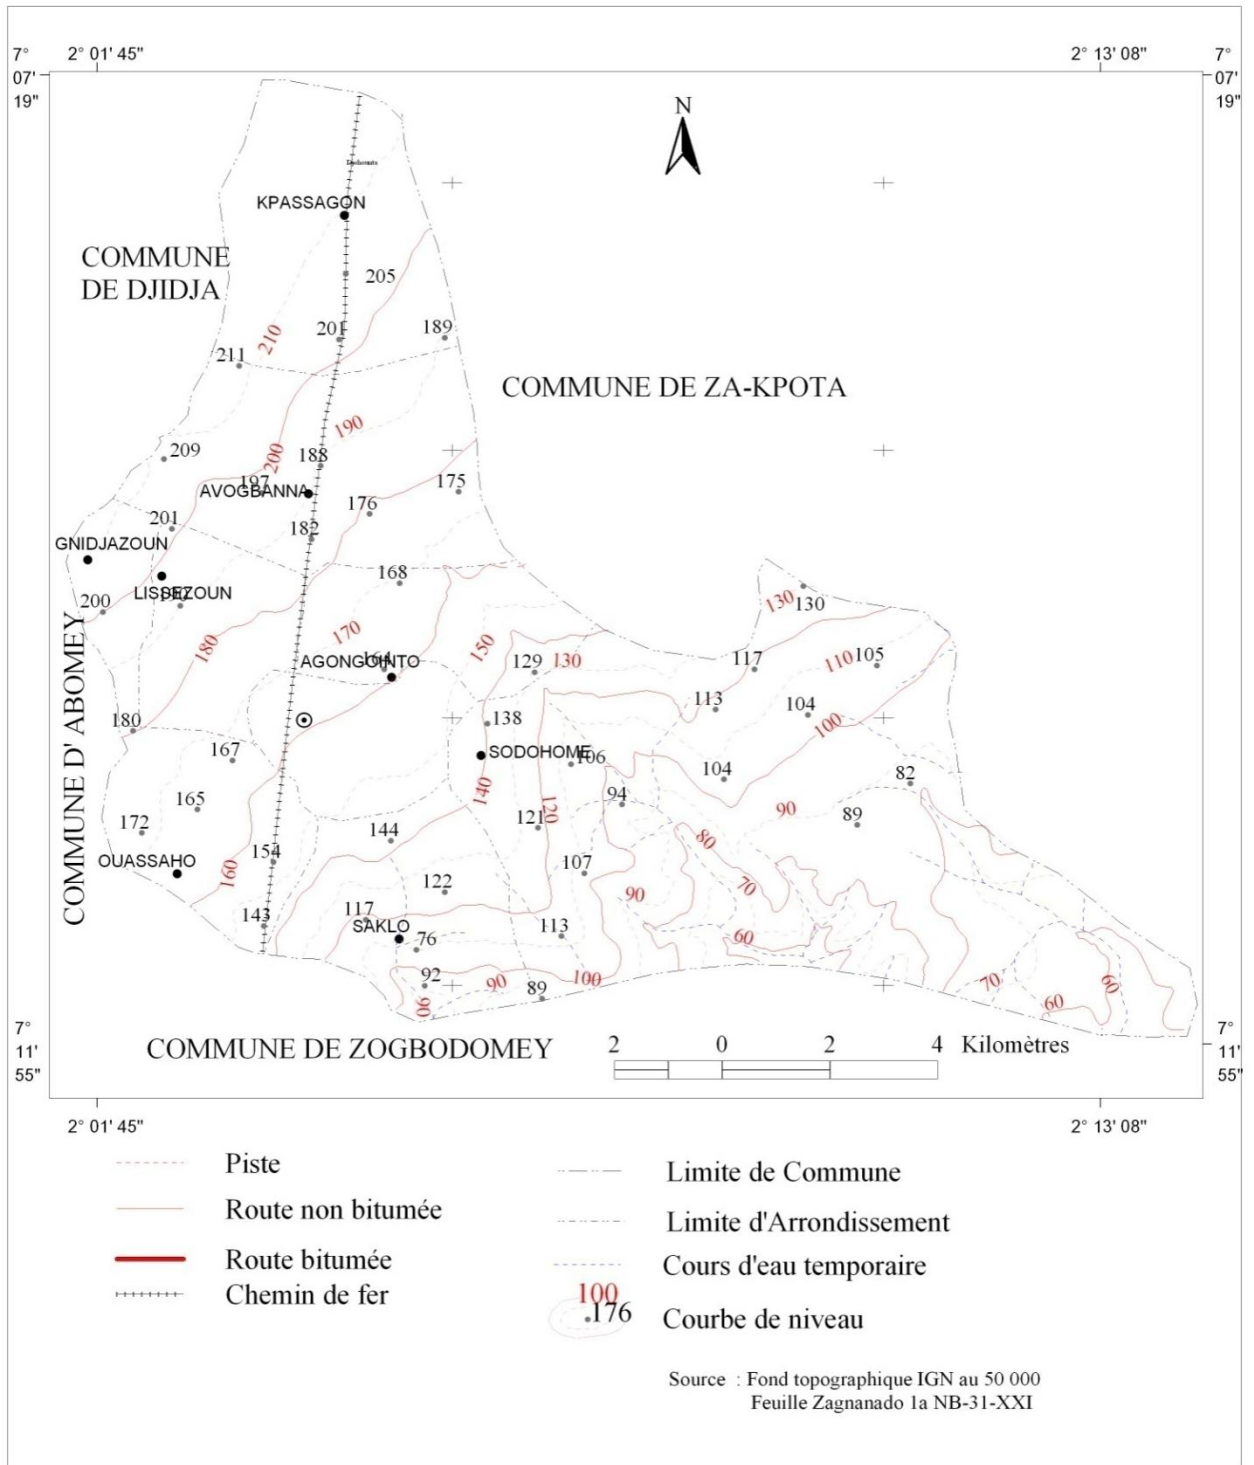 2° 01' 45"
2° 13' 08"
7°
07'
19"
7°
07'
19"
N
KPASSAGON
COMMUNE
DE DJIDJA
205
201
189
210
211
COMMUNE DE ZA-KPOTA
190
209
200
188
197
AVOGBANNA
175
176
201
182
GNIDJAZOUN
168
LISSEZOUN
200
130
130
170
180
150
129
130
110
105
AGONGOHNTO
117
COMMUNE D' ABOMEY
180
138
113
104
100
167
SODOHOME
106
104
82
165
140
120
94
90
89
172
144
121
80
OUASSAHO
154
160
107
70
122
90
143
117
SAKLO
76
113
60
92
90
100
89
90
70
60
60
7°
11'
55"
COMMUNE DE ZOGBODOMEY
2
0
2
4
Kilomètres
7°
11'
55"
2° 01' 45"
2° 13' 08"
Piste
Route non bitumée
Route bitumée
Chemin de fer
Limite de Commune
Limite d'Arrondissement
Cours d'eau temporaire
100
176
Courbe de niveau
Source : Fond topographique IGN au 50 000
Feuille Zagnanado 1a NB-31-XXI